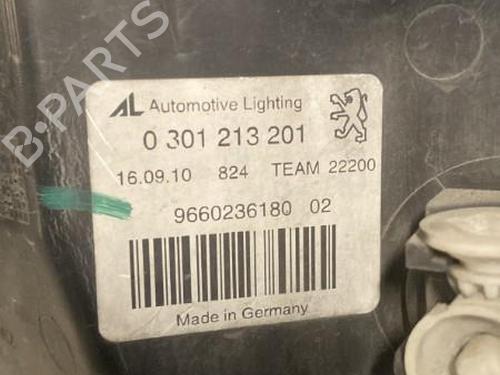 B-PARTS
AL Automotive Lighting
0 301 213 201
16.09.10 824 TEAM 22200
9660236180 02
Made in Germany